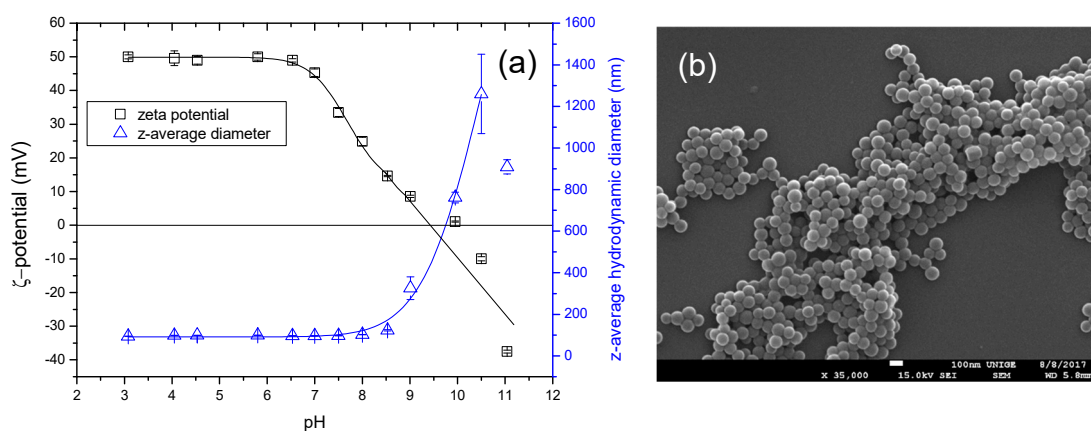 (a)
60
50
40
30
20
10
0
-10
-20
-30
-40
ζ−potential (mV)
zeta potential
z-average diameter
1600
1400
1200
1000
800
600
400
200
0
z-average hydrodynamic diameter (nm)
2 3 4 5 6 7 8 9 10 11 12
pH
(b)
100nm UNIGE 8/8/2017
X 35,000 15.0kV SEI SEM WD 5.8mm